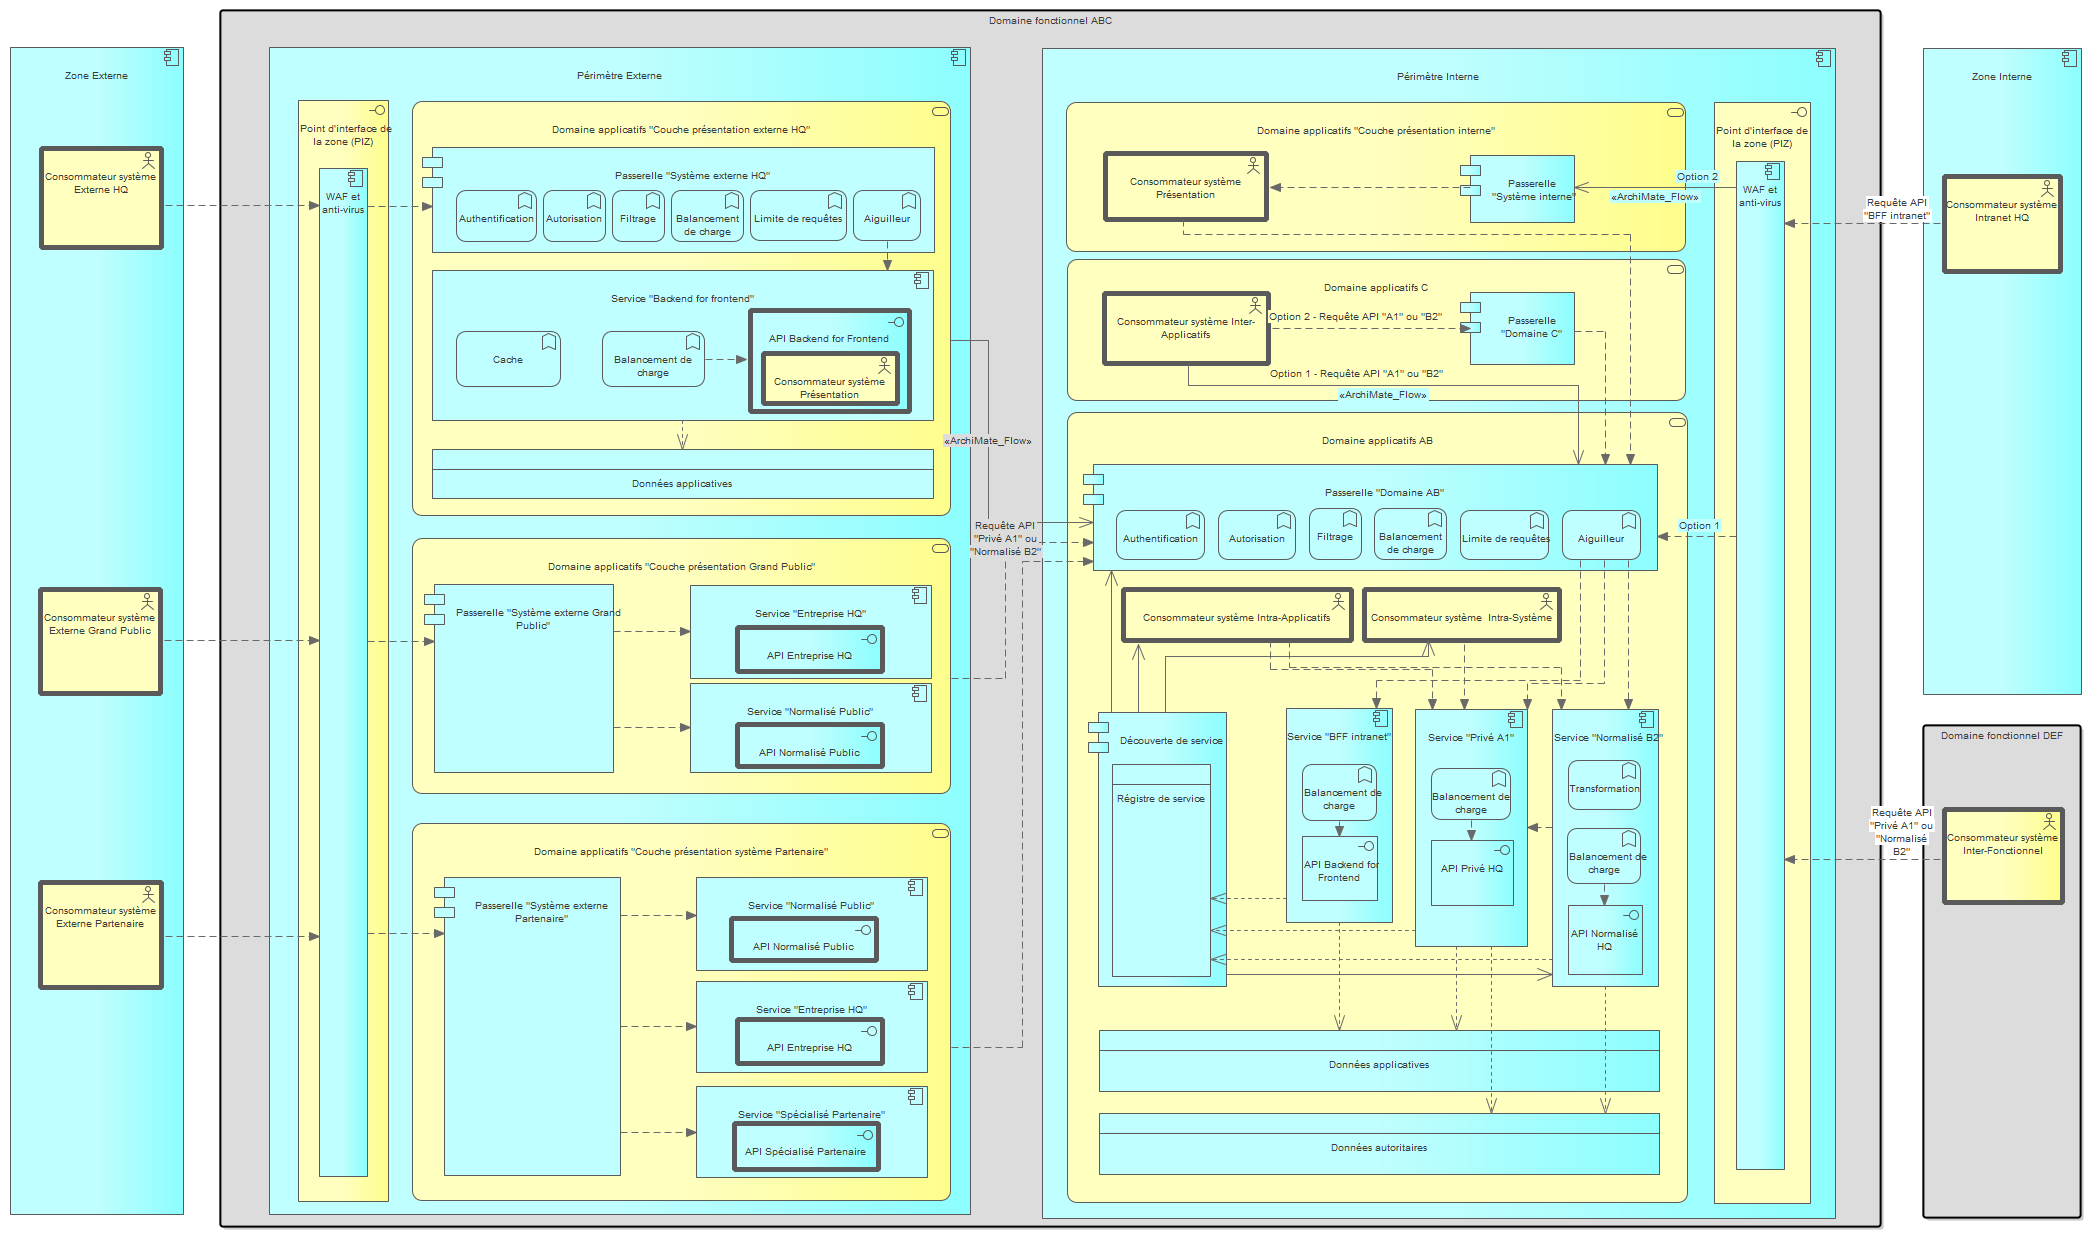 Domaine fonctionnel ABC
Zone Externe
Consommateur système
Externe HQ
Consommateur système
Externe Grand Public
Consommateur système
Externe Partenaire
Périmètre Externe
Point d'interface de
la zone (PIZ)
WAF et
anti-virus
Domaine applicatifs "Couche présentation externe HQ"
Passerelle "Système externe HQ"
Authentification
Autorisation
Filtrage
Balancement
de charge
Limite de requêtes
Aiguilleur
Service "Backend for frontend"
Cache
Balancement de
charge
API Backend for Frontend
Consommateur système
Présentation
Données applicatives
Domaine applicatifs "Couche présentation Grand Public"
Passerelle "Système externe Grand
Public"
Service "Entreprise HQ"
API Entreprise HQ
Service "Normalisé Public"
API Normalisé Public
Domaine applicatifs "Couche présentation système Partenaire"
Passerelle "Système externe
Partenaire"
Service "Normalisé Public"
API Normalisé Public
Service "Entreprise HQ"
API Entreprise HQ
Service "Spécialisé Partenaire"
API Spécialisé Partenaire
«ArchiMate_Flow»
Requête API
"Privé A1" ou
"Normalisé B2"
Périmètre Interne
Domaine applicatifs "Couche présentation interne"
Consommateur système
Présentation
Passerelle
"Système interne"
Option 2
«ArchiMate_Flow»
Domaine applicatifs C
Consommateur système Inter-
Applicatifs
Option 2 - Requête API "A1" ou "B2"
Passerelle
"Domaine C"
Option 1 - Requête API "A1" ou "B2"
«ArchiMate_Flow»
Domaine applicatifs AB
Passerelle "Domaine AB"
Authentification
Autorisation
Filtrage
Balancement
de charge
Limite de requêtes
Aiguilleur
Option 1
Consommateur système Intra-Applicatifs
Consommateur système  Intra-Système
Découverte de service
Régistre de service
Service "BFF intranet"
Balancement de
charge
API Backend for
Frontend
Service "Privé A1"
Balancement de
charge
API Privé HQ
Service "Normalisé B2"
Transformation
Balancement de
charge
API Normalisé
HQ
Données applicatives
Données autoritaires
Point d'interface de
la zone (PIZ)
WAF et
anti-virus
Requête API
"BFF intranet"
Zone Interne
Consommateur système
Intranet HQ
Requête API
"Privé A1" ou
"Normalisé
B2"
Domaine fonctionnel DEF
Consommateur système
Inter-Fonctionnel